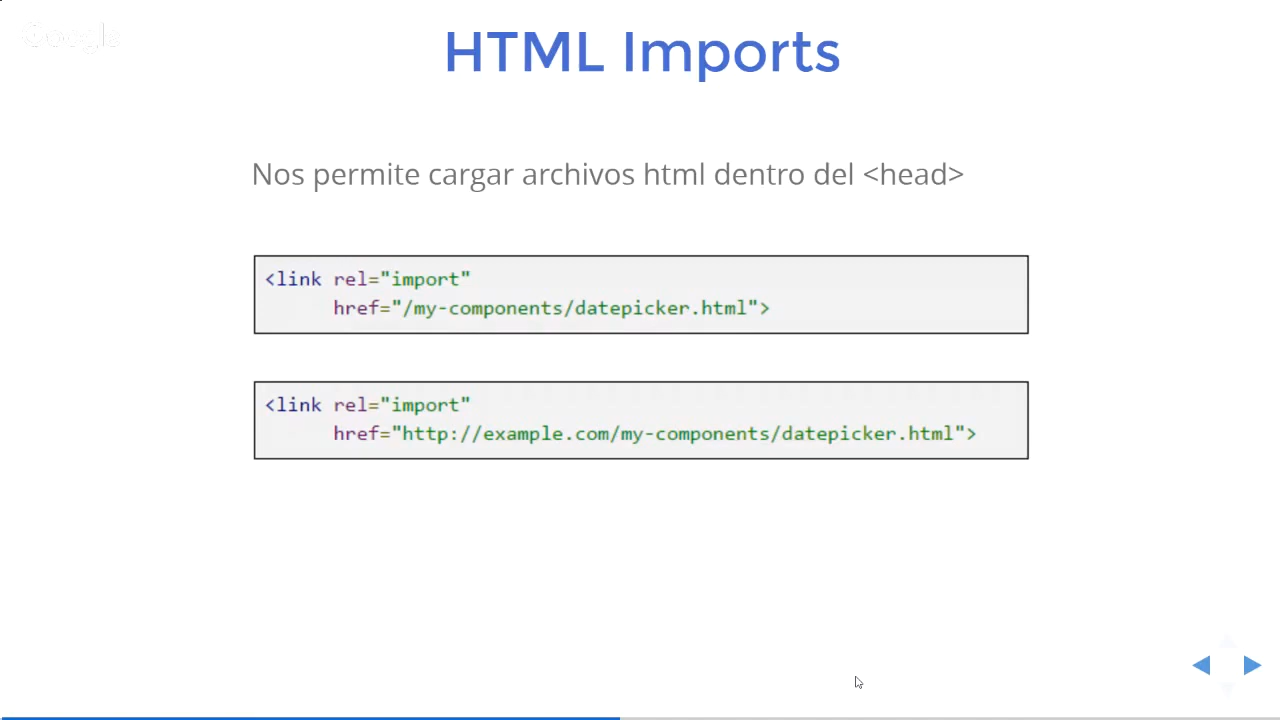 Google
HTML Imports
Nos permite cargar archivos html dentro del <head>
<link rel="import"
href="/my-components/datepicker.html">
<link rel="import"
href="http://example.com/my-components/datepicker.html">